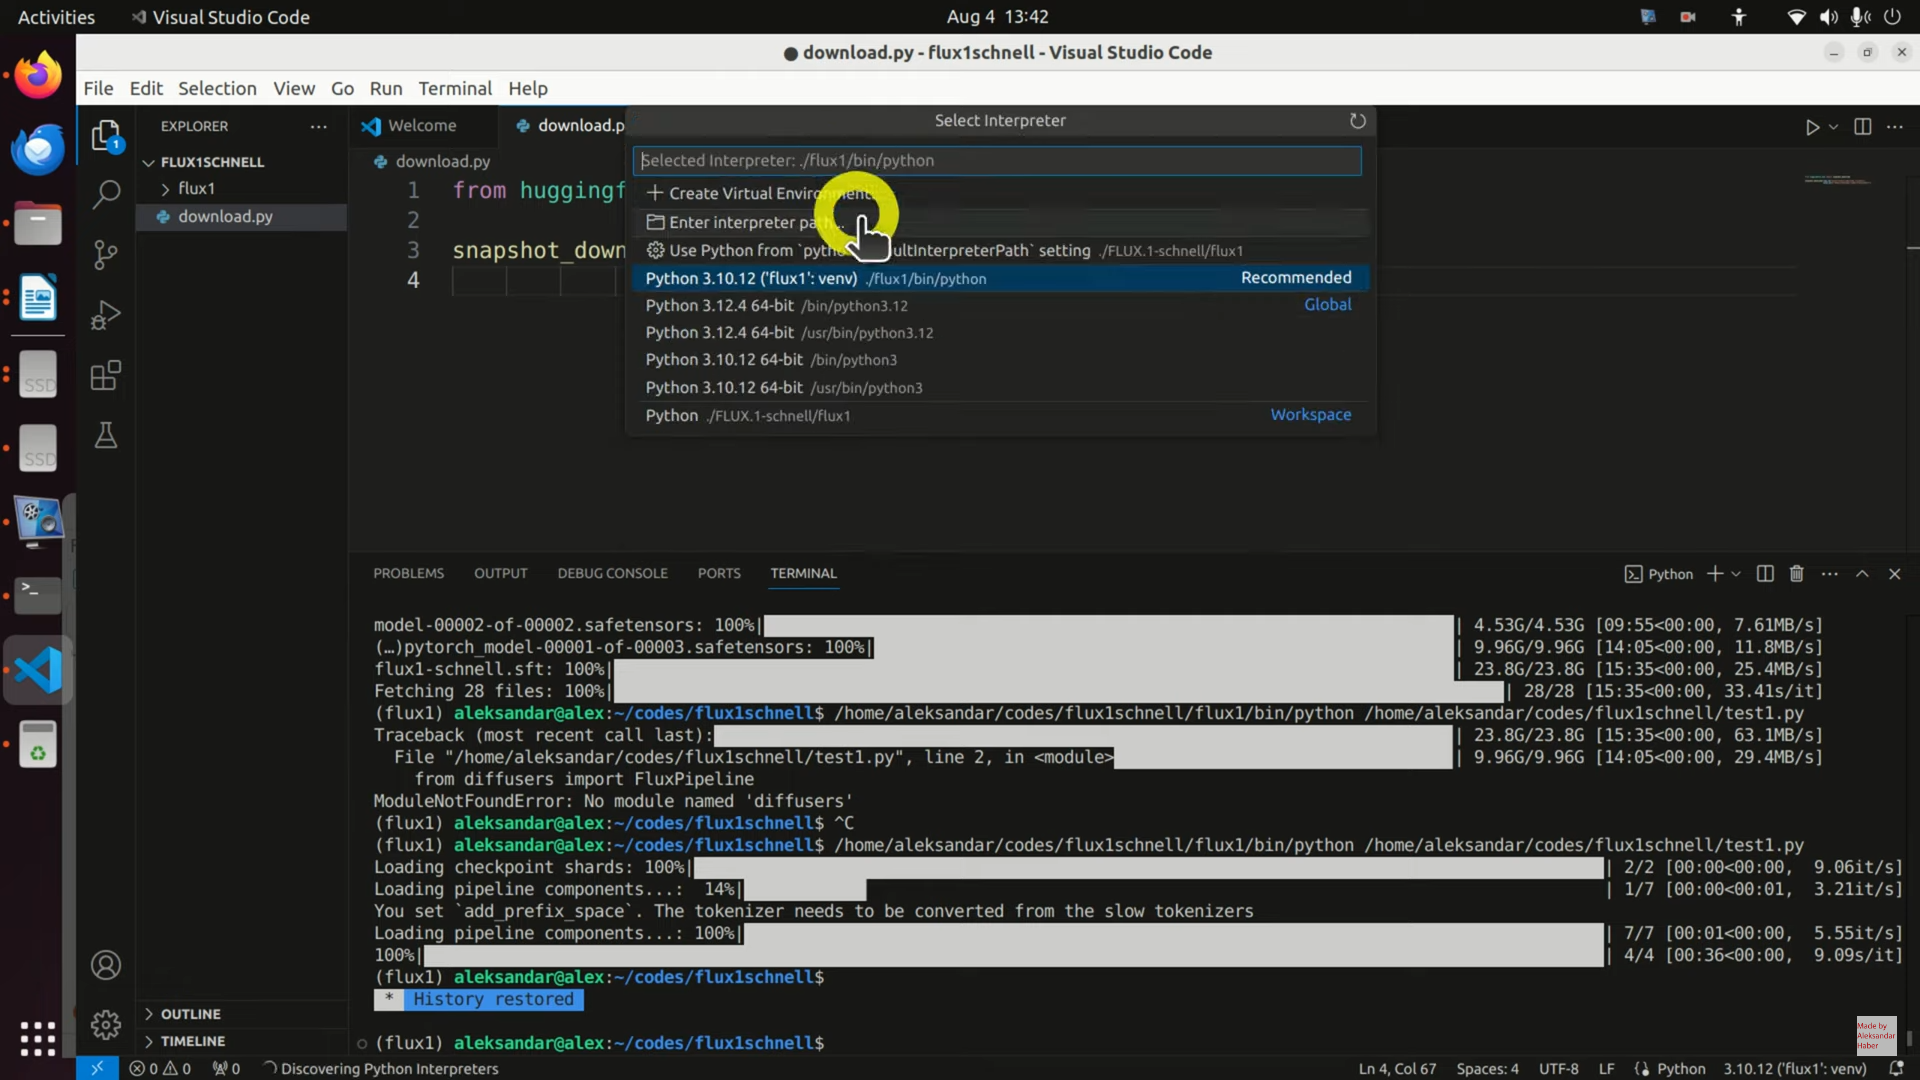 Activities
Visual Studio Code
Aug 4 13:42
● download.py - flux1schnell - Visual Studio Code
File Edit Selection View Go Run Terminal Help
EXPLORER
FLUX1SCHNELL
flux1
download.py
1
Welcome
download.p
download.py
1 from huggingf
2
3 snapshot_down
4
Select Interpreter
Selected Interpreter: ./flux1/bin/python
+ Create Virtual Environment
Enter interpreter pat
Use Python from `pyth ultInterpreterPath` setting ./FLUX.1-schnell/flux1
Python 3.10.12 ('flux1': venv) ./flux1/bin/python Recommended
Python 3.12.4 64-bit /bin/python3.12 Global
Python 3.12.4 64-bit /usr/bin/python3.12
Python 3.10.12 64-bit /bin/python3
Python 3.10.12 64-bit /usr/bin/python3
Python ./FLUX.1-schnell/flux1 Workspace
SSD
SSD
PROBLEMS OUTPUT DEBUG CONSOLE PORTS TERMINAL
Python
model-00002-of-00002.safetensors: 100%| | 4.53G/4.53G [09:55<00:00, 7.61MB/s]
(…)pytorch_model-00001-of-00003.safetensors: 100%| | 9.96G/9.96G [14:05<00:00, 11.8MB/s]
flux1-schnell.sft: 100%| | 23.8G/23.8G [15:35<00:00, 25.4MB/s]
Fetching 28 files: 100%| | 28/28 [15:35<00:00, 33.41s/it]
(flux1) aleksandar@alex:~/codes/flux1schnell$ /home/aleksandar/codes/flux1schnell/flux1/bin/python /home/aleksandar/codes/flux1schnell/test1.py
Traceback (most recent call last): | 23.8G/23.8G [15:35<00:00, 63.1MB/s]
File "/home/aleksandar/codes/flux1schnell/test1.py", line 2, in <module> | 9.96G/9.96G [14:05<00:00, 29.4MB/s]
from diffusers import FluxPipeline
ModuleNotFoundError: No module named 'diffusers'
(flux1) aleksandar@alex:~/codes/flux1schnell$ ^C
(flux1) aleksandar@alex:~/codes/flux1schnell$ /home/aleksandar/codes/flux1schnell/flux1/bin/python /home/aleksandar/codes/flux1schnell/test1.py
Loading checkpoint shards: 100%| | 2/2 [00:00<00:00, 9.06it/s]
Loading pipeline components...: 14%| | 1/7 [00:00<00:01, 3.21it/s]
You set `add_prefix_space`. The tokenizer needs to be converted from the slow tokenizers
Loading pipeline components...: 100%| | 7/7 [00:01<00:00, 5.55it/s]
100%| | 4/4 [00:36<00:00, 9.09s/it]
(flux1) aleksandar@alex:~/codes/flux1schnell$
* History restored
(flux1) aleksandar@alex:~/codes/flux1schnell$
OUTLINE
TIMELINE
Made by
Aleksandar
Haber
0 0 0 Discovering Python Interpreters
Ln 4, Col 67 Spaces: 4 UTF-8 LF Python 3.10.12 ('flux1': venv)